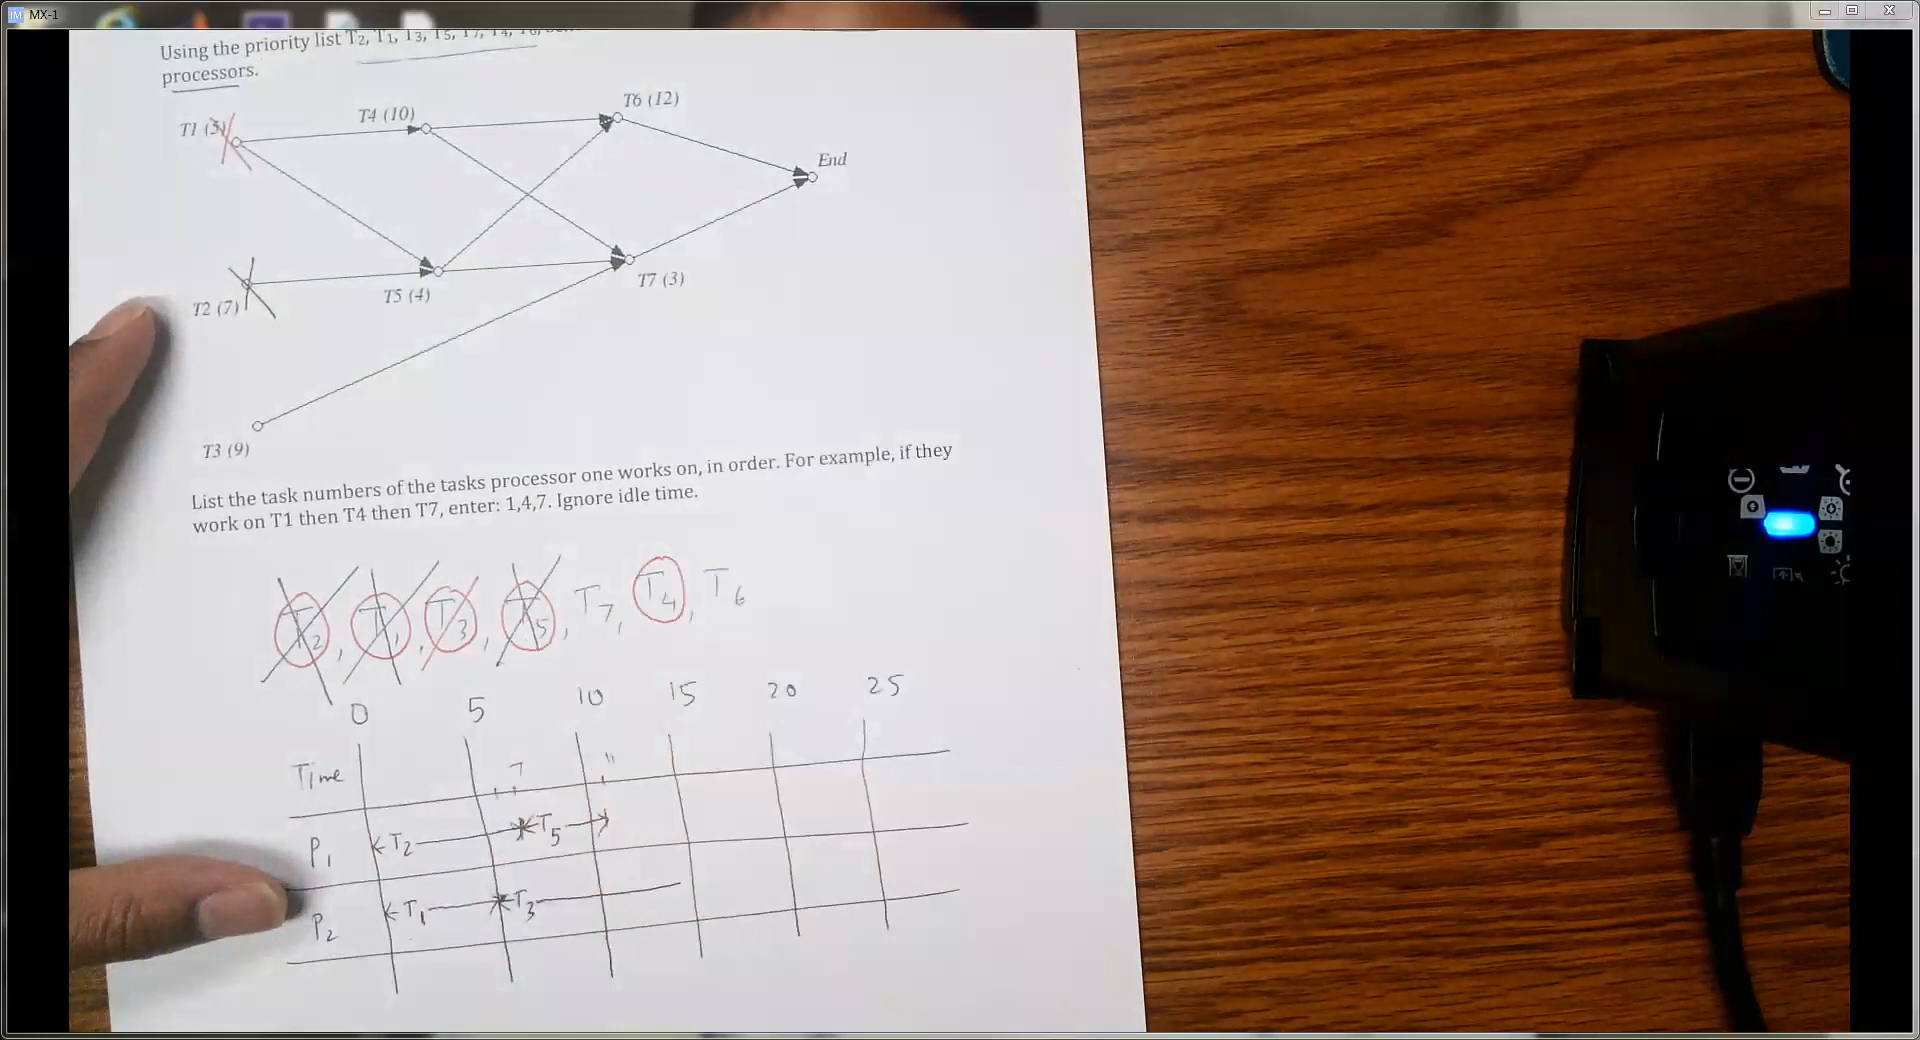 MX-1
Using the priority list T2, T1, T3, T5, T7, T4, T6,
processors.
T6 (12)
T4 (10)
T1 (5)
End
T7 (3)
T5 (4)
T2 (7)
T3 (9)
List the task numbers of the tasks processor one works on, in order. For example, if they
work on T1 then T4 then T7, enter: 1,4,7. Ignore idle time.
T2, T1, T3, T5, T7, T4, T6
0 5 10 15 20 25
Time 7 11
P1 T2 T5
P2 T1 T3